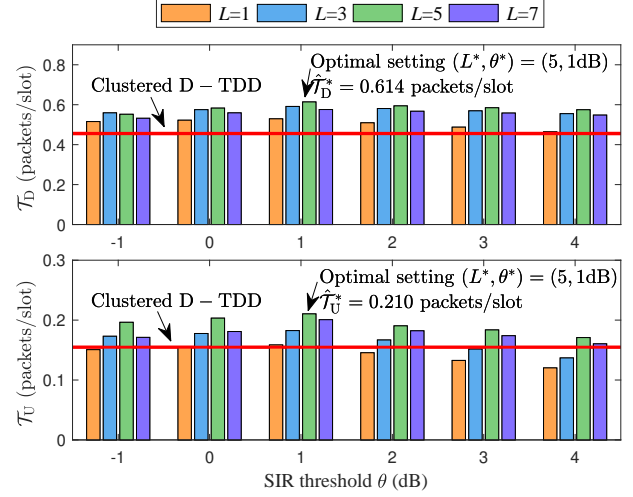 L=1 L=3 L=5 L=7
Optimal setting (L*, θ*) = (5, 1dB)
Clustered D − TDD
𝒯̂_D* = 0.614 packets/slot
0.8
0.6
0.4
0.2
0
𝒯_D (packets/slot)
-1 0 1 2 3 4
0.3
0.2
0.1
0
𝒯_U (packets/slot)
Optimal setting (L*, θ*) = (5, 1dB)
Clustered D − TDD
𝒯̂_U* = 0.210 packets/slot
-1 0 1 2 3 4
SIR threshold θ (dB)